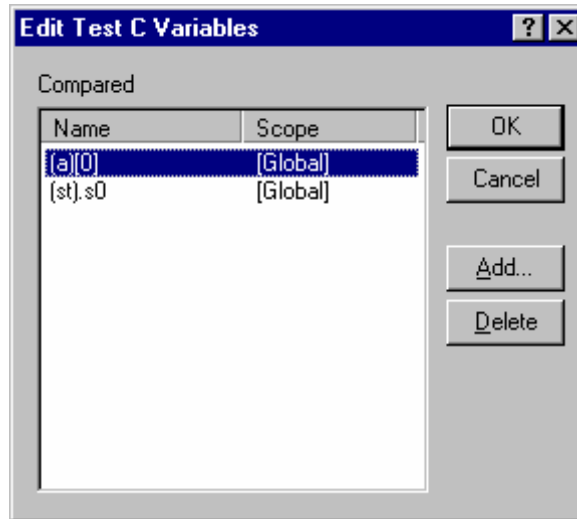 Edit Test C Variables ? ×
Compared
Name Scope
(a)[0] [Global]
(st).s0 [Global]
OK
Cancel
Add...
Delete